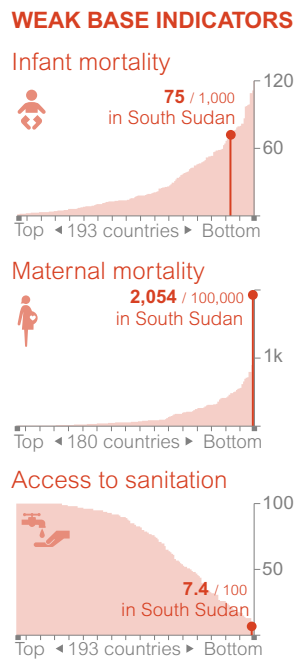 WEAK BASE INDICATORS
Infant mortality
120
75 / 1,000
in South Sudan
60
Top ◄ 193 countries ► Bottom
Maternal mortality
2,054 / 100,000
in South Sudan
1k
Top ◄ 180 countries ► Bottom
Access to sanitation
100
50
7.4 / 100
in South Sudan
Top ◄ 193 countries ► Bottom